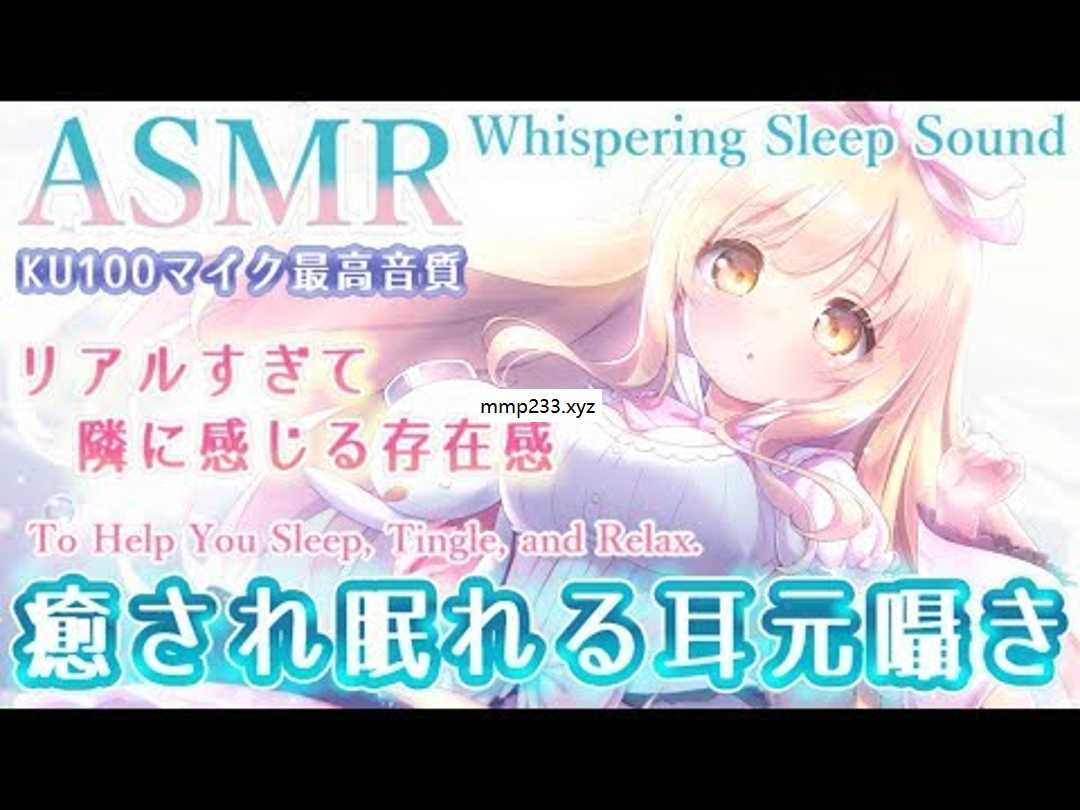 ASMR
Whispering Sleep Sound
KU100マイク最高音質
リアルすぎて
mmp233.xyz
隣に感じる存在感
To Help You Sleep, Tingle, and Relax.
癒され眠れる耳元囁き